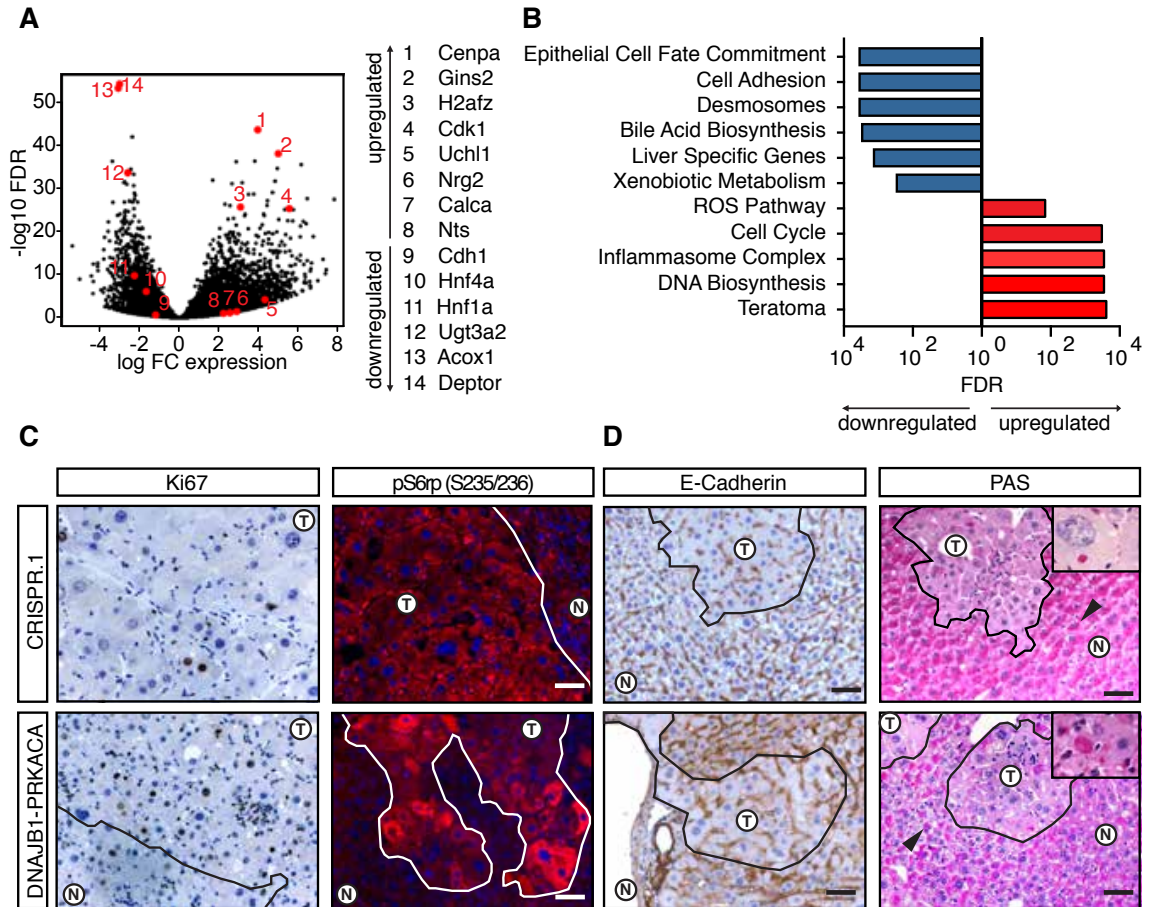 A
-log10 FDR
50
40
30
20
10
0
-4 -2 0 2 4 6 8
log FC expression
13 14
1
2
12
3 4
11
10
9
8 7 6
5
upregulated
downregulated
1 Cenpa
2 Gins2
3 H2afz
4 Cdk1
5 Uchl1
6 Nrg2
7 Calca
8 Nts
9 Cdh1
10 Hnf4a
11 Hnf1a
12 Ugt3a2
13 Acox1
14 Deptor
B
Epithelial Cell Fate Commitment
Cell Adhesion
Desmosomes
Bile Acid Biosynthesis
Liver Specific Genes
Xenobiotic Metabolism
ROS Pathway
Cell Cycle
Inflammasome Complex
DNA Biosynthesis
Teratoma
10 4 10 2 10 0 10 2 10 4
FDR
downregulated upregulated
C
Ki67
pS6rp (S235/236)
D
E-Cadherin
PAS
CRISPR.1
T
T N
T N
T N
DNAJB1-PRKACA
T N
T N
T N
T T N